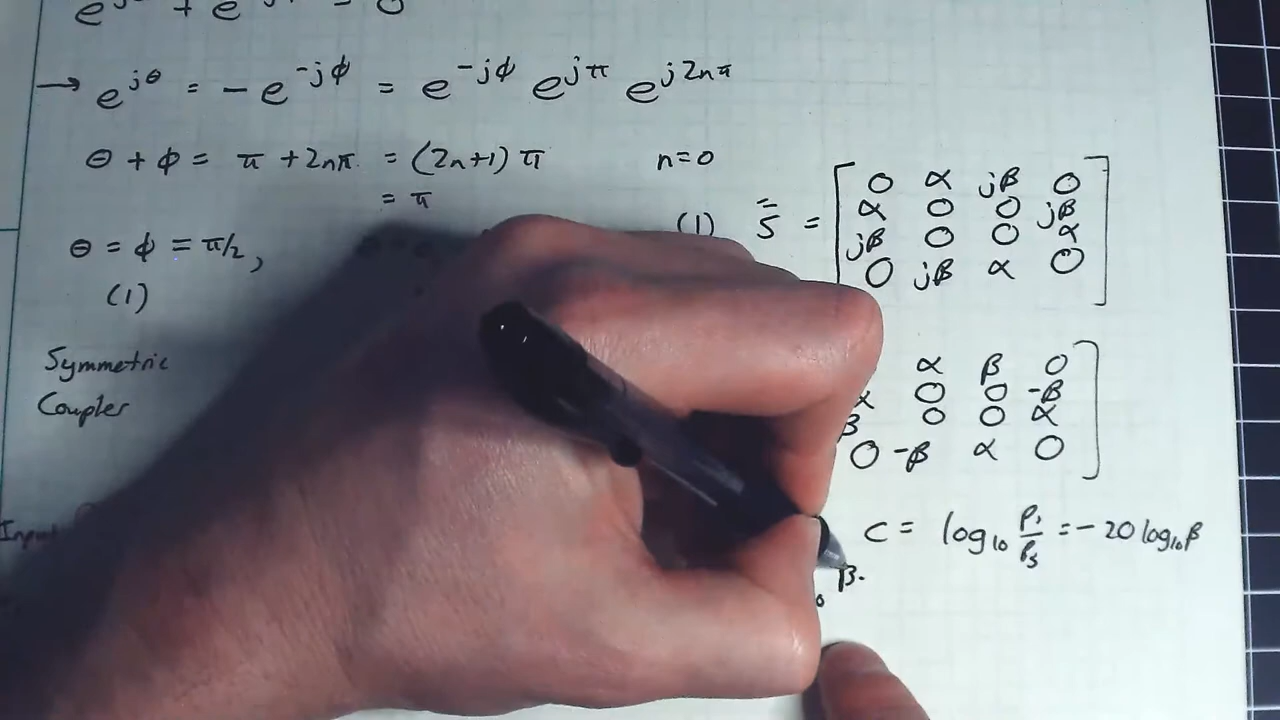 → e^{jθ} = - e^{-jφ} = e^{-jφ} e^{jπ} e^{j2nπ}
θ + φ = π + 2nπ = (2n+1) π n=0
= π
θ = φ = π/2,
(1)
Symmetric
Coupler
(1) S̿ =
0 α jβ 0
α 0 0 jβ
jβ 0 0 α
0 jβ α 0
α β 0
α 0 0 -β
β 0 0 α
0 -β α 0
C = log₁₀ P₁/P₃ = -20 log₁₀ β
β.